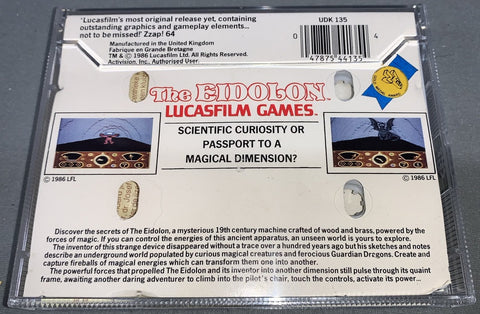 'Lucasfilm's most original release yet, containing
outstanding graphics and gameplay elements...
not to be missed! Zzap! 64
Manufactured in the United Kingdom
Fabrique en Grande Bretagne
© 1986 Lucasfilm Ltd. All Rights Reserved.
Activision, Inc. Authorised User.
UDK 135
0 47875 44135 4
The EIDOLON™
LUCASFILM GAMES™
SCIENTIFIC CURIOSITY OR
PASSPORT TO A
MAGICAL DIMENSION?
© 1986 LFL
© 1986 LFL
Discover the secrets of The Eidolon, a mysterious 19th century machine crafted of wood and brass, powered by the
forces of magic. If you can control the energies of this ancient apparatus, an unseen world is yours to explore.
The inventor of this strange device disappeared without a trace over a hundred years ago but his sketches and notes
describe an underground world populated by curious magical creatures and ferocious Guardian Dragons. Create and
capture fireballs of magical energies which can transform them one into another.
The powerful forces that propelled The Eidolon and its inventor into another dimension still pulse through its quaint
frame, awaiting another daring adventurer to climb into the pilot's chair, touch the controls, activate its power...